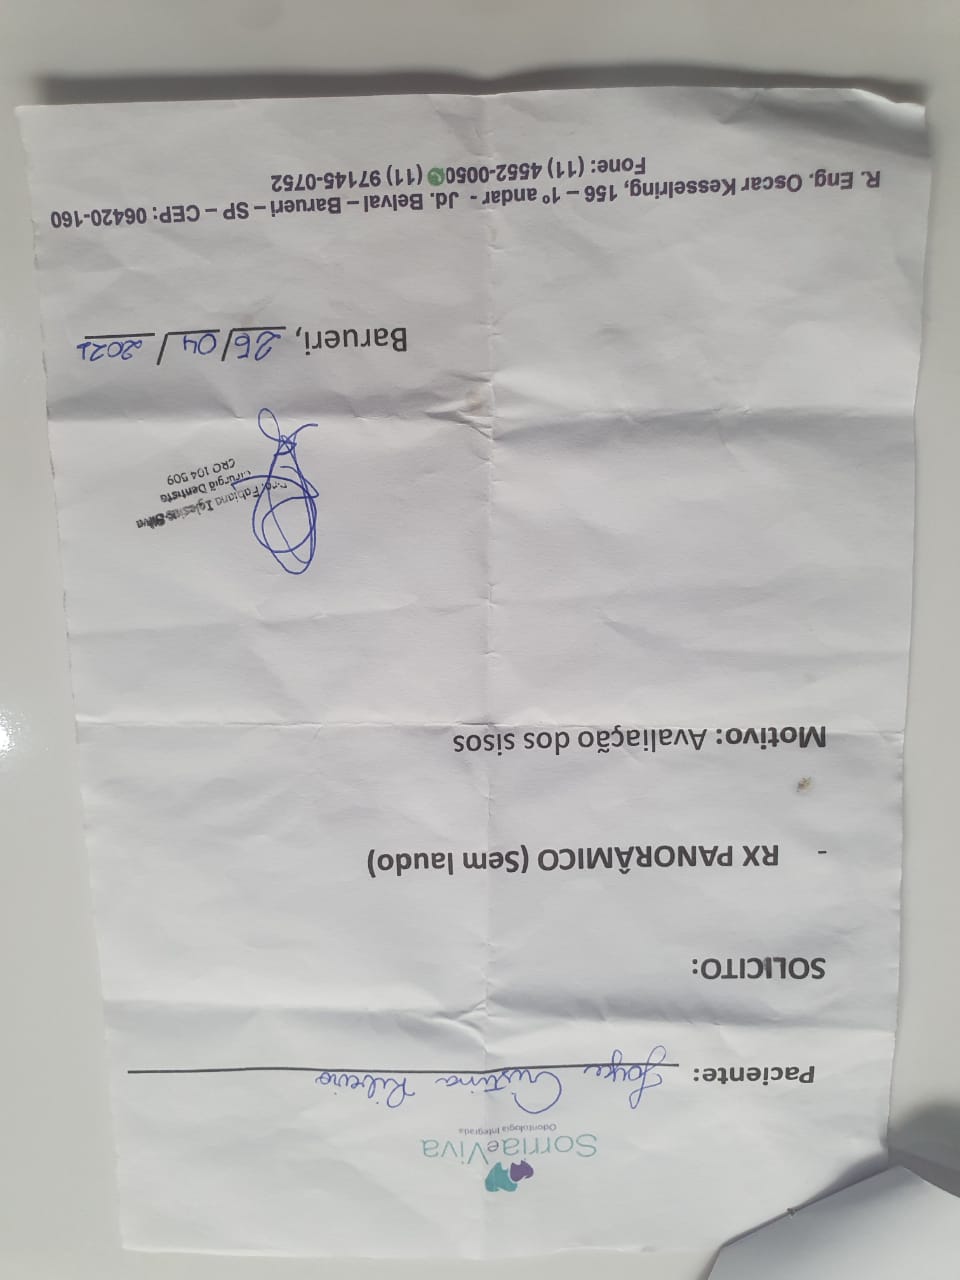 SorriaeViva
Odontologia Integrada
Paciente: Joyce Cristina Ribeiro
SOLICITO:
- RX PANORÂMICO (Sem laudo)
Motivo: Avaliação dos sisos
Dra. Fabiana Iglesias Silva
Cirurgiã Dentista
CRO 104 509
Barueri, 26/04/2021
R. Eng. Oscar Kesselring, 156 – 1º andar - Jd. Belval – Barueri – SP – CEP: 06420-160
Fone: (11) 4552-0050 (11) 97145-0752